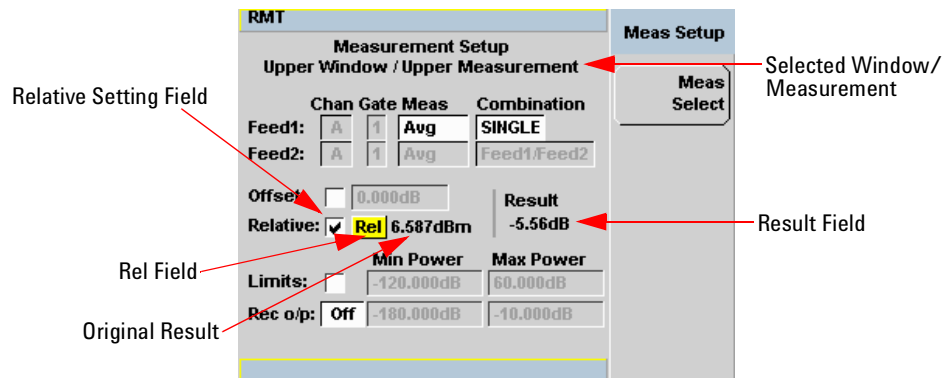 RMT
Meas Setup
Measurement Setup
Upper Window / Upper Measurement
Selected Window/
Measurement
Meas
Select
Relative Setting Field
Chan Gate Meas Combination
Feed1: A 1 Avg SINGLE
Feed2: A 1 Avg Feed1/Feed2
Offset: 0.000dB
Result
Relative: Rel 6.587dBm -5.56dB
Result Field
Rel Field
Min Power Max Power
Limits: -120.000dB 60.000dB
Rec o/p: Off -180.000dB -10.000dB
Original Result